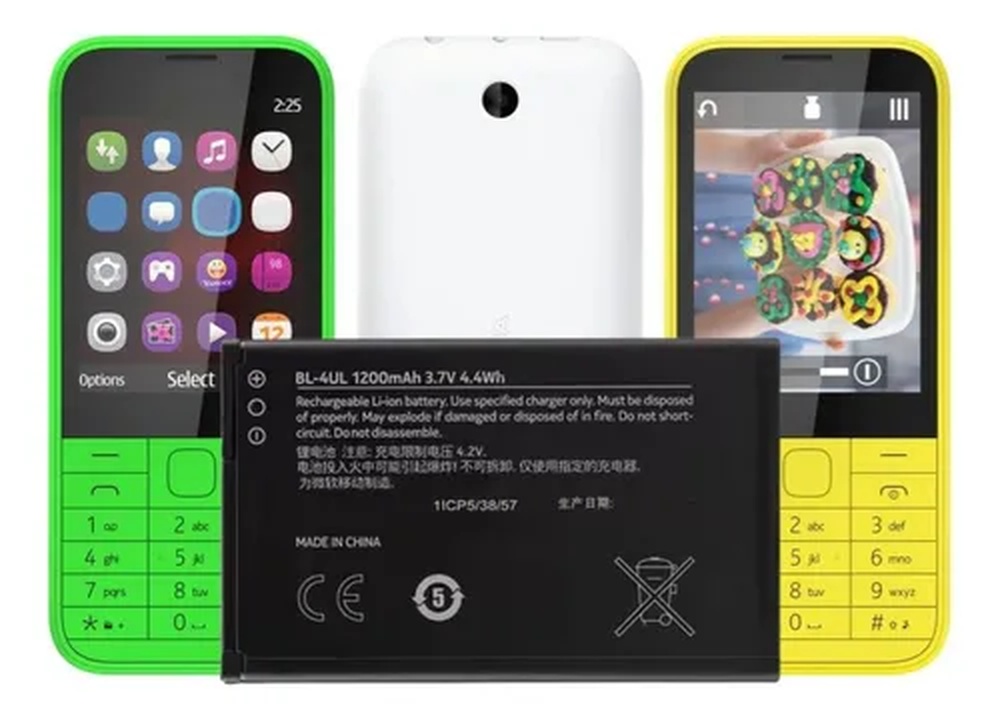 2:25
98
YAHOO!
12
Options
Select
1 ao
2 abc
4 ghi
5 jkl
7 pqrs
8 tuv
* +
0
2 abc
3 def
5 jkl
6 mno
8 tuv
9 wxyz
0
#
BL-4UL 1200mAh 3.7V 4.4Wh
Rechargeable Li-ion battery. Use specified charger only. Must be disposed
of properly. May explode if damaged or disposed of in fire. Do not short-
circuit. Do not disassemble.
锂电池 注意: 充电限制电压 4.2V.
电池投入火中可能引起爆炸! 不可拆卸. 仅使用指定的充电器.
为微软移动制造.
1ICP5/38/57 生产日期:
MADE IN CHINA
CE
5